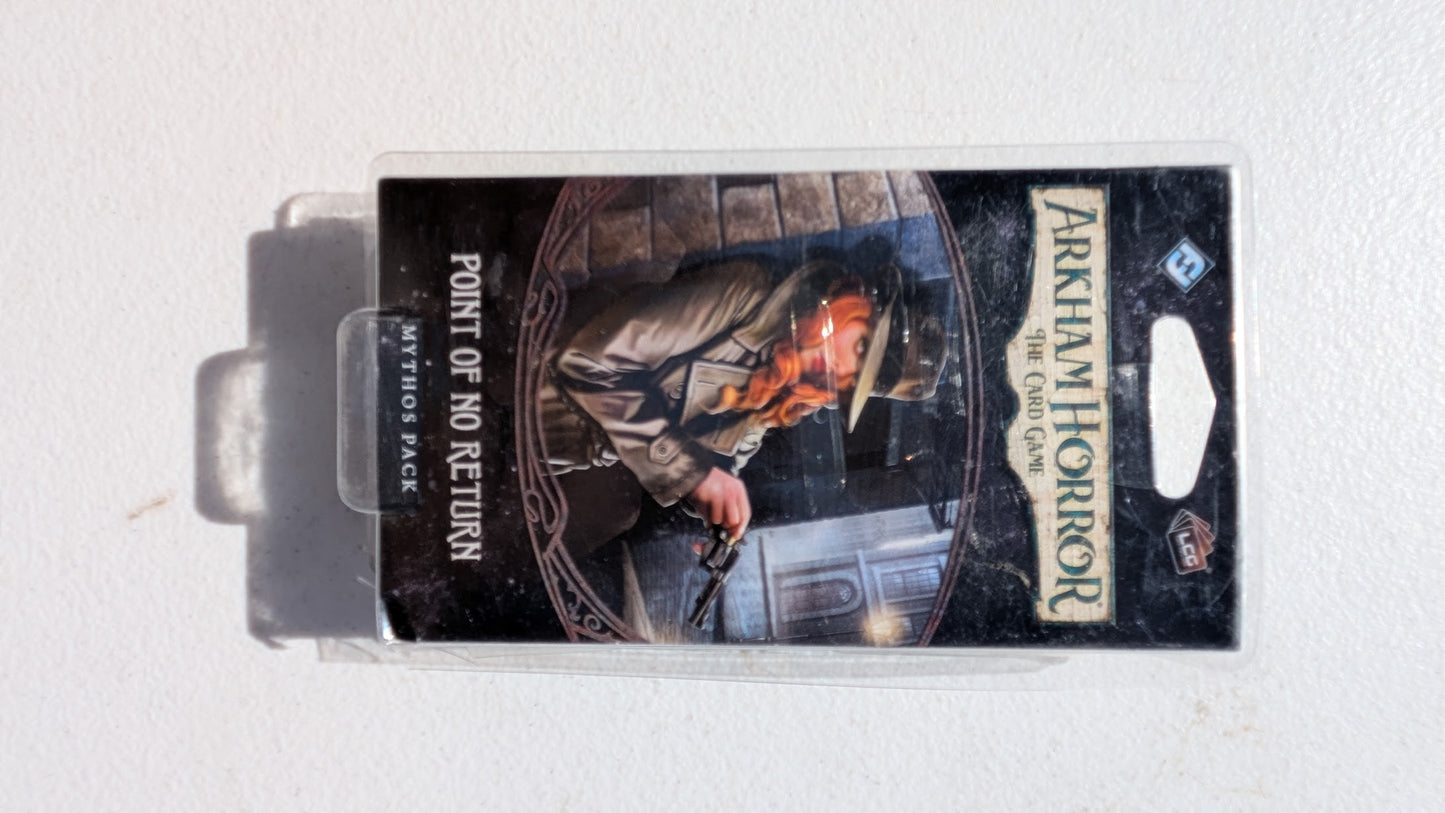 ARKHAM HORROR®
THE CARD GAME
LCG
POINT OF NO RETURN
MYTHOS PACK